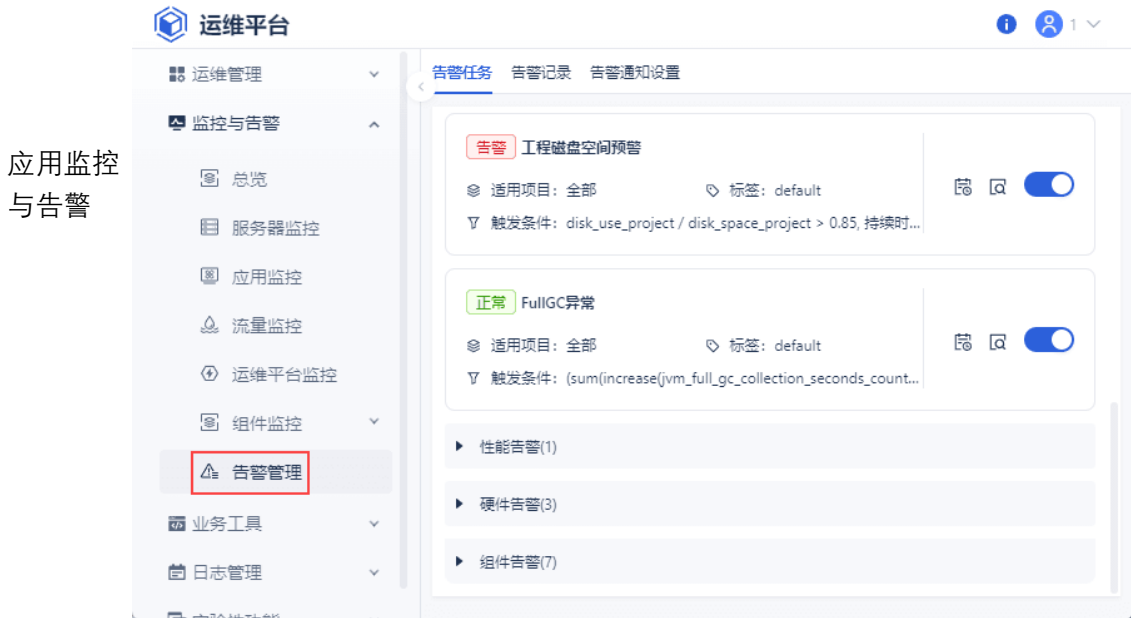 应用监控
与告警
运维平台
1
运维管理
监控与告警
总览
服务器监控
应用监控
流量监控
运维平台监控
组件监控
告警管理
业务工具
日志管理
告警任务 告警记录 告警通知设置
告警 工程磁盘空间预警
适用项目：全部 标签：default
触发条件：disk_use_project / disk_space_project > 0.85, 持续时...
正常 FullGC异常
适用项目：全部 标签：default
触发条件：(sum(increase(jvm_full_gc_collection_seconds_count...
性能告警(1)
硬件告警(3)
组件告警(7)